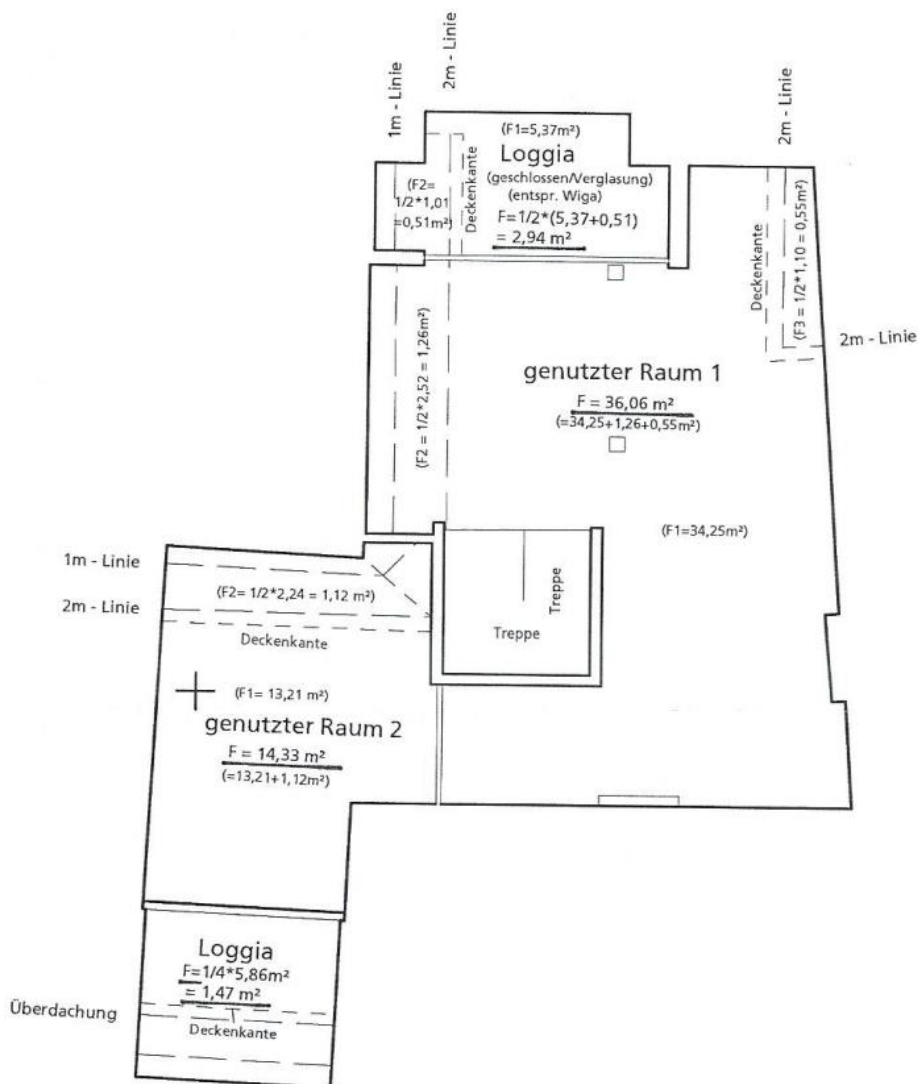 1m - Linie
2m - Linie
2m - Linie
(F1=5,37m²)
Loggia
(geschlossen/Verglasung)
(entspr. Wiga)
F=1/2*(5,37+0,51)
= 2,94 m²
(F2=
1/2*1,01
=0,51m²)
Deckenkante
Deckenkante
(F3 = 1/2*1,10 = 0,55m²)
2m - Linie
(F2 = 1/2*2,52 = 1,26m²)
genutzter Raum 1
F = 36,06 m²
(=34,25+1,26+0,55m²)
(F1=34,25m²)
1m - Linie
(F2= 1/2*2,24 = 1,12 m²)
2m - Linie
Deckenkante
Treppe
Treppe
(F1= 13,21 m²)
genutzter Raum 2
F = 14,33 m²
(=13,21+1,12m²)
Loggia
F=1/4*5,86m²
= 1,47 m²
Überdachung
Deckenkante